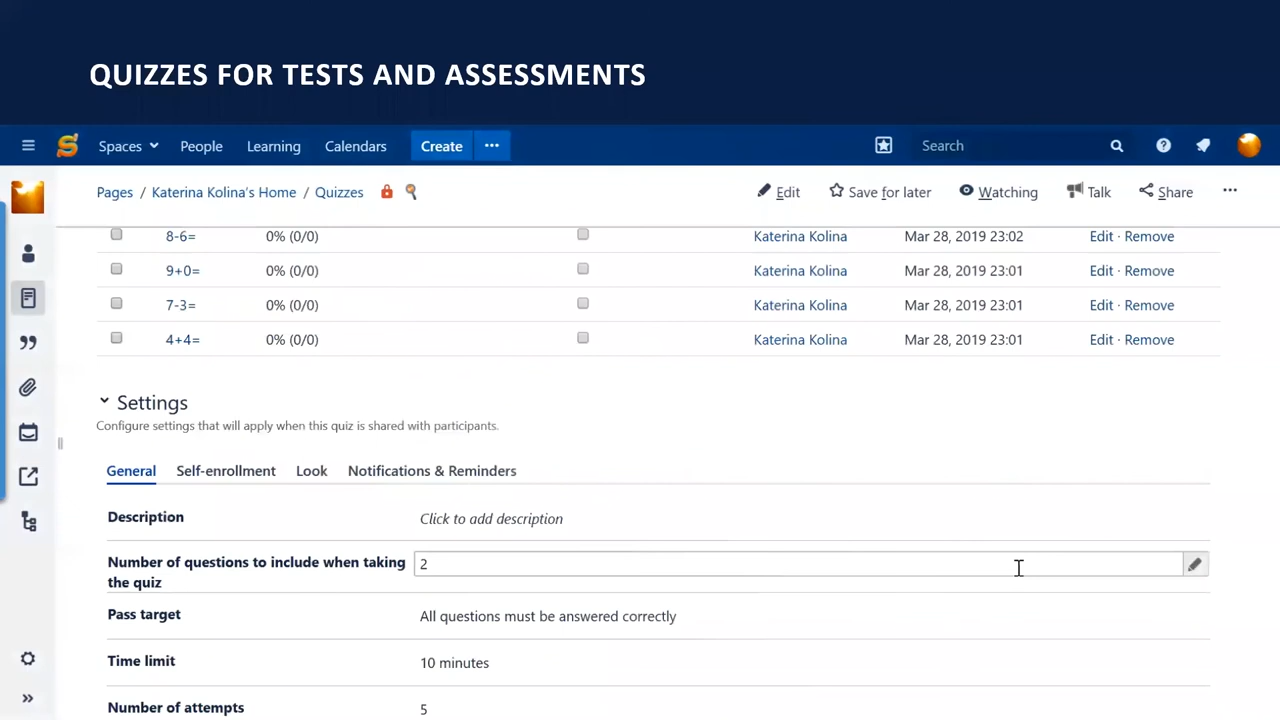 QUIZZES FOR TESTS AND ASSESSMENTS
Spaces People Learning Calendars Create ••• Search
Pages / Katerina Kolina's Home / Quizzes Edit Save for later Watching Talk Share •••
8-6= 0% (0/0) Katerina Kolina Mar 28, 2019 23:02 Edit · Remove
9+0= 0% (0/0) Katerina Kolina Mar 28, 2019 23:01 Edit · Remove
7-3= 0% (0/0) Katerina Kolina Mar 28, 2019 23:01 Edit · Remove
4+4= 0% (0/0) Katerina Kolina Mar 28, 2019 23:01 Edit · Remove
Settings
Configure settings that will apply when this quiz is shared with participants.
General Self-enrollment Look Notifications & Reminders
Description Click to add description
Number of questions to include when taking 2
the quiz
Pass target All questions must be answered correctly
Time limit 10 minutes
Number of attempts 5